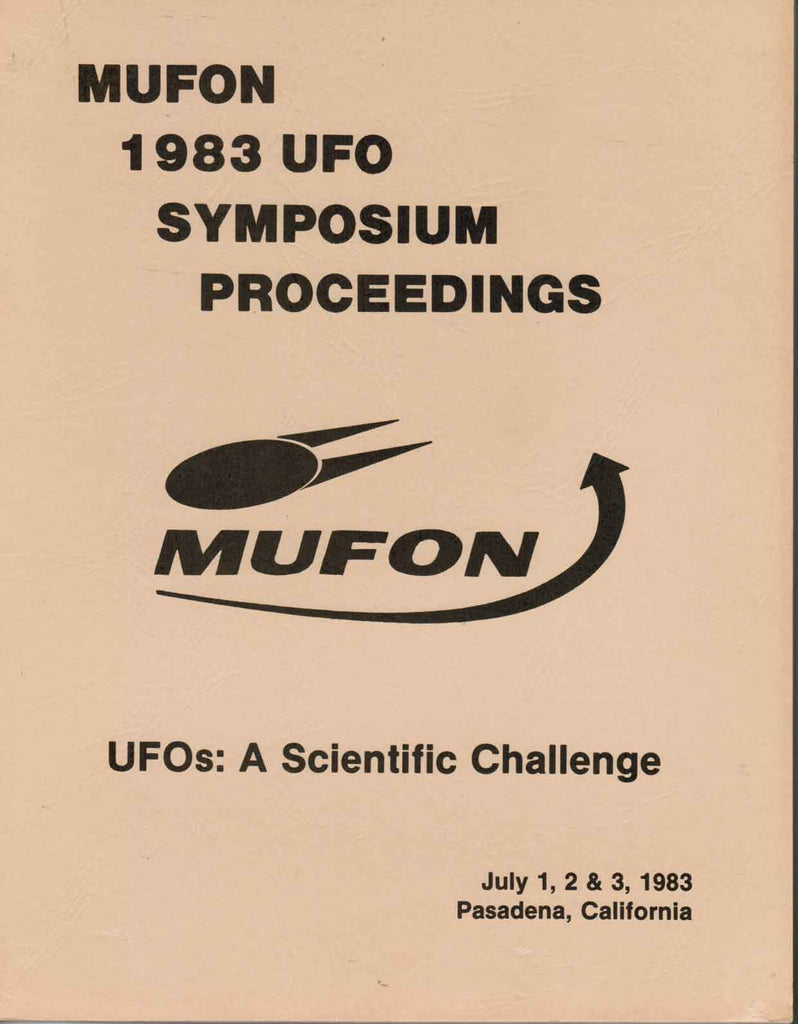 MUFON
1983 UFO
SYMPOSIUM
PROCEEDINGS
MUFON
UFOs: A Scientific Challenge
July 1, 2 & 3, 1983
Pasadena, California